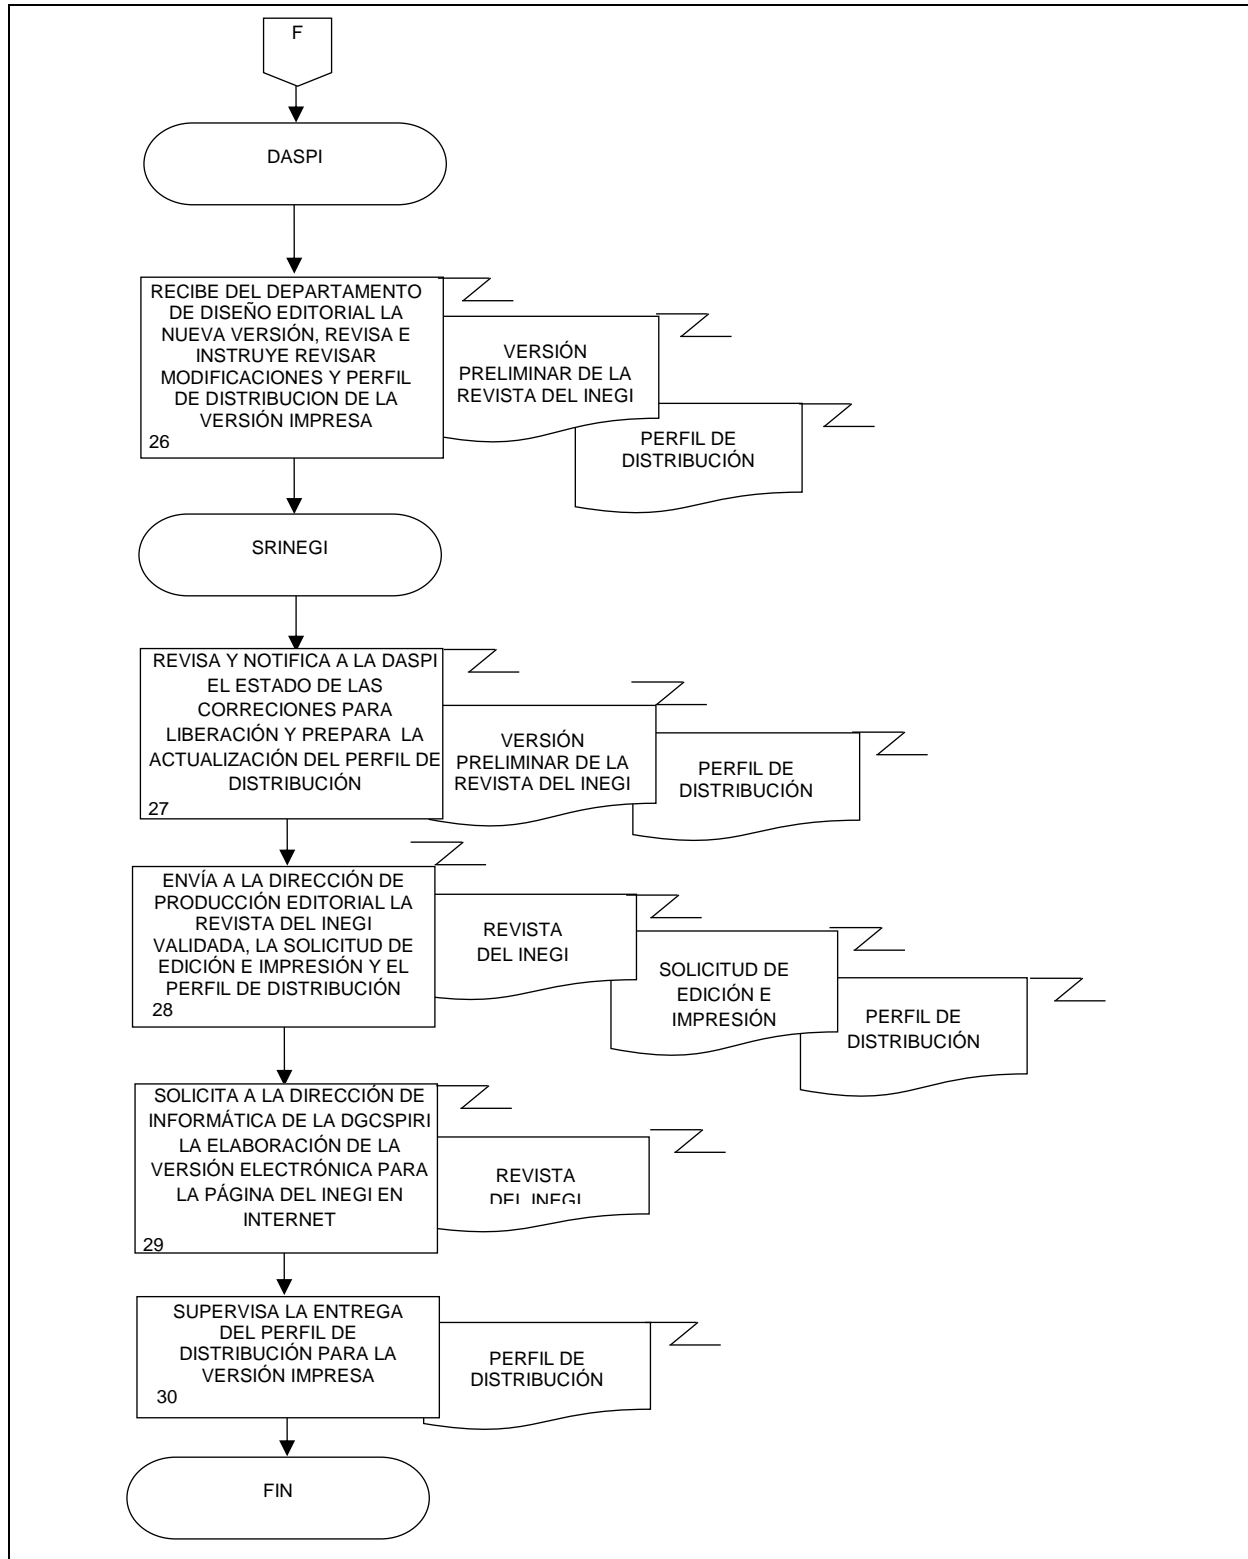 F
DASPI
RECIBE DEL DEPARTAMENTO
DE DISEÑO EDITORIAL LA
NUEVA VERSIÓN, REVISA E
INSTRUYE REVISAR
MODIFICACIONES Y PERFIL
DE DISTRIBUCION DE LA
VERSIÓN IMPRESA
26
VERSIÓN
PRELIMINAR DE LA
REVISTA DEL INEGI
PERFIL DE
DISTRIBUCIÓN
SRINEGI
REVISA Y NOTIFICA A LA DASPI
EL ESTADO DE LAS
CORRECIONES PARA
LIBERACIÓN Y PREPARA LA
ACTUALIZACIÓN DEL PERFIL DE
DISTRIBUCIÓN
27
VERSIÓN
PRELIMINAR DE LA
REVISTA DEL INEGI
PERFIL DE
DISTRIBUCIÓN
ENVÍA A LA DIRECCIÓN DE
PRODUCCIÓN EDITORIAL LA
REVISTA DEL INEGI
VALIDADA, LA SOLICITUD DE
EDICIÓN E IMPRESIÓN Y EL
PERFIL DE DISTRIBUCIÓN
28
REVISTA
DEL INEGI
SOLICITUD DE
EDICIÓN E
IMPRESIÓN
PERFIL DE
DISTRIBUCIÓN
SOLICITA A LA DIRECCIÓN DE
INFORMÁTICA DE LA DGCSPIRI
LA ELABORACIÓN DE LA
VERSIÓN ELECTRÓNICA PARA
LA PÁGINA DEL INEGI EN
INTERNET
29
REVISTA
DEL INEGI
SUPERVISA LA ENTREGA
DEL PERFIL DE
DISTRIBUCIÓN PARA LA
VERSIÓN IMPRESA
30
PERFIL DE
DISTRIBUCIÓN
FIN